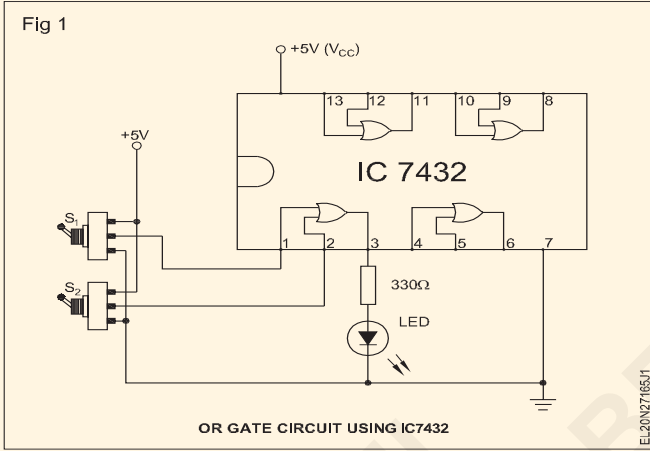 Fig 1
+5V (VCC)
13 12 11 10 9 8
+5V
IC 7432
S1
1 2 3 4 5 6 7
S2
330Ω
LED
OR GATE CIRCUIT USING IC7432
EL20N27165J1